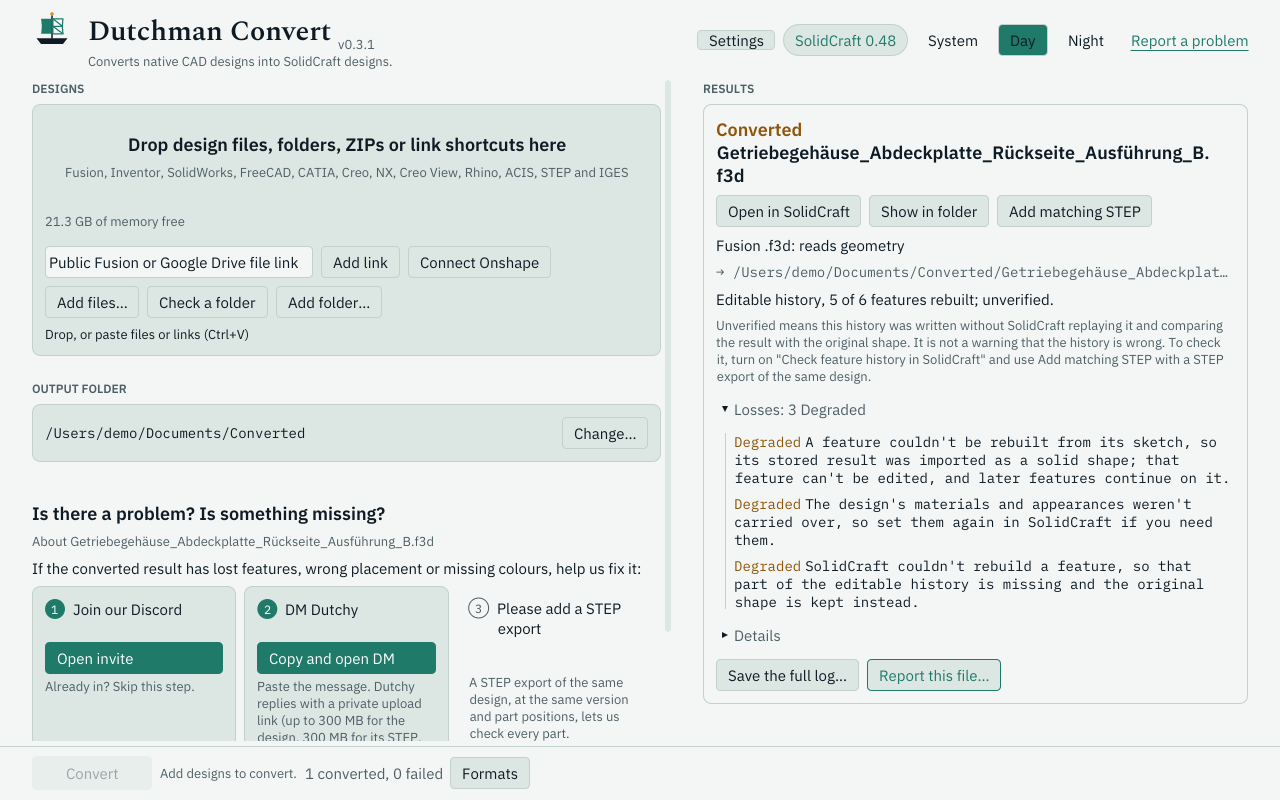 Dutchman Convert v0.3.1
Converts native CAD designs into SolidCraft designs.
Settings
SolidCraft 0.48
System
Day
Night
Report a problem
DESIGNS
Drop design files, folders, ZIPs or link shortcuts here
Fusion, Inventor, SolidWorks, FreeCAD, CATIA, Creo, NX, Creo View, Rhino, ACIS, STEP and IGES
21.3 GB of memory free
Public Fusion or Google Drive file link
Add link
Connect Onshape
Add files...
Check a folder
Add folder...
Drop, or paste files or links (Ctrl+V)
OUTPUT FOLDER
/Users/demo/Documents/Converted
Change...
Is there a problem? Is something missing?
About Getriebegehäuse_Abdeckplatte_Rückseite_Ausführung_B.f3d
If the converted result has lost features, wrong placement or missing colours, help us fix it:
1 Join our Discord
Open invite
Already in? Skip this step.
2 DM Dutchy
Copy and open DM
Paste the message. Dutchy
replies with a private upload
link (up to 300 MB for the
design, 300 MB for its STEP,
3 Please add a STEP
export
A STEP export of the same
design, at the same version
and part positions, lets us
check every part.
RESULTS
Converted
Getriebegehäuse_Abdeckplatte_Rückseite_Ausführung_B.
f3d
Open in SolidCraft
Show in folder
Add matching STEP
Fusion .f3d: reads geometry
→ /Users/demo/Documents/Converted/Getriebegehäuse_Abdeckplat…
Editable history, 5 of 6 features rebuilt; unverified.
Unverified means this history was written without SolidCraft replaying it and comparing
the result with the original shape. It is not a warning that the history is wrong. To check
it, turn on "Check feature history in SolidCraft" and use Add matching STEP with a STEP
export of the same design.
▾ Losses: 3 Degraded
Degraded A feature couldn't be rebuilt from its sketch, so
its stored result was imported as a solid shape; that
feature can't be edited, and later features continue on it.
Degraded The design's materials and appearances weren't
carried over, so set them again in SolidCraft if you need
them.
Degraded SolidCraft couldn't rebuild a feature, so that
part of the editable history is missing and the original
shape is kept instead.
▸ Details
Save the full log...
Report this file...
Convert
Add designs to convert.
1 converted, 0 failed
Formats